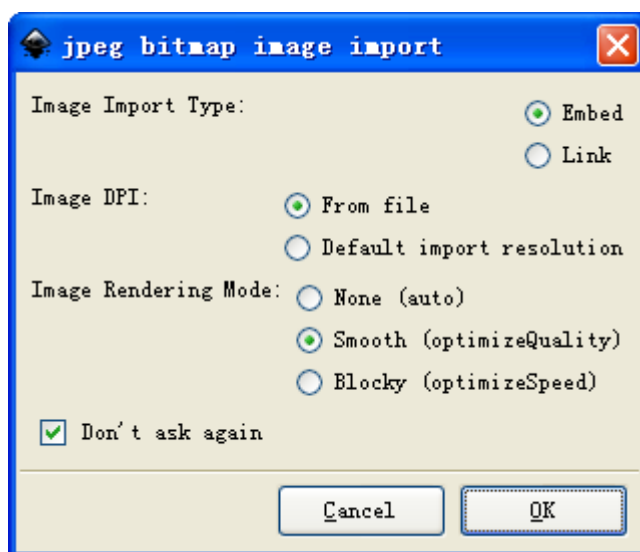 jpeg bitmap image import
Image Import Type:
Embed
Link
Image DPI:
From file
Default import resolution
Image Rendering Mode:
None (auto)
Smooth (optimizeQuality)
Blocky (optimizeSpeed)
Don't ask again
Cancel
OK